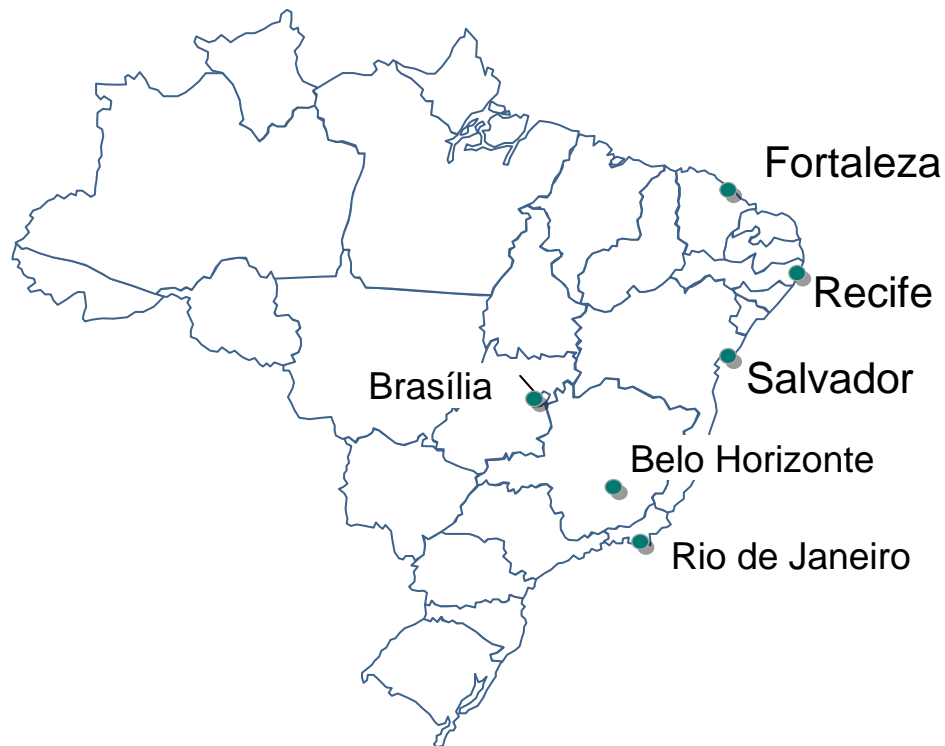 Fortaleza
Recife
Salvador
Brasília
Belo Horizonte
Rio de Janeiro